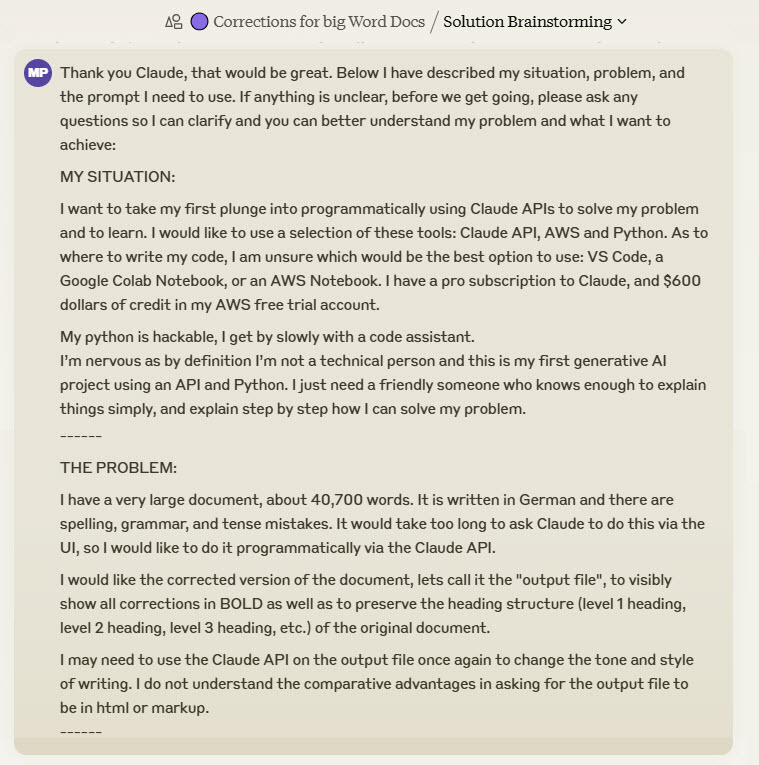 Corrections for big Word Docs / Solution Brainstorming
MP
Thank you Claude, that would be great. Below I have described my situation, problem, and
the prompt I need to use. If anything is unclear, before we get going, please ask any
questions so I can clarify and you can better understand my problem and what I want to
achieve:
MY SITUATION:
I want to take my first plunge into programmatically using Claude APIs to solve my problem
and to learn. I would like to use a selection of these tools: Claude API, AWS and Python. As to
where to write my code, I am unsure which would be the best option to use: VS Code, a
Google Colab Notebook, or an AWS Notebook. I have a pro subscription to Claude, and $600
dollars of credit in my AWS free trial account.
My python is hackable, I get by slowly with a code assistant.
I'm nervous as by definition I'm not a technical person and this is my first generative AI
project using an API and Python. I just need a friendly someone who knows enough to explain
things simply, and explain step by step how I can solve my problem.
------
THE PROBLEM:
I have a very large document, about 40,700 words. It is written in German and there are
spelling, grammar, and tense mistakes. It would take too long to ask Claude to do this via the
UI, so I would like to do it programmatically via the Claude API.
I would like the corrected version of the document, lets call it the "output file", to visibly
show all corrections in BOLD as well as to preserve the heading structure (level 1 heading,
level 2 heading, level 3 heading, etc.) of the original document.
I may need to use the Claude API on the output file once again to change the tone and style
of writing. I do not understand the comparative advantages in asking for the output file to
be in html or markup.
------